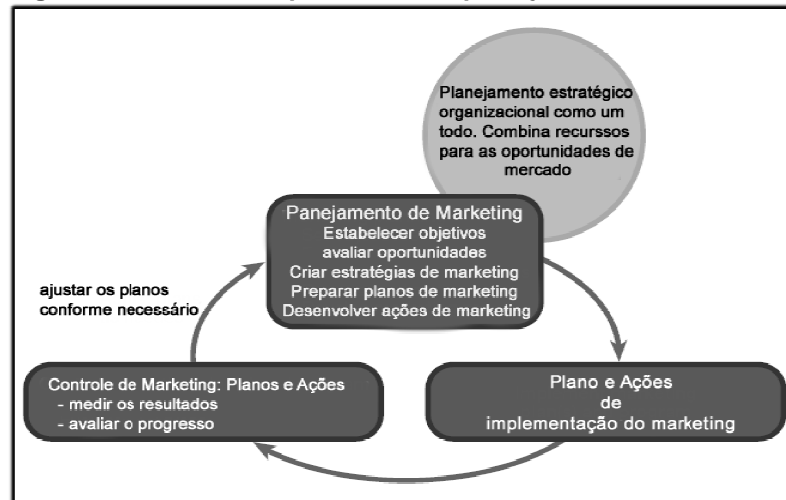 Planejamento estratégico
organizacional como um
todo. Combina recurssos
para as oportunidades de
mercado
Panejamento de Marketing
Estabelecer objetivos
avaliar oportunidades
Criar estratégias de marketing
Preparar planos de marketing
Desenvolver ações de marketing
ajustar os planos
conforme necessário
Controle de Marketing: Planos e Ações
- medir os resultados
- avaliar o progresso
Plano e Ações
de
implementação do marketing